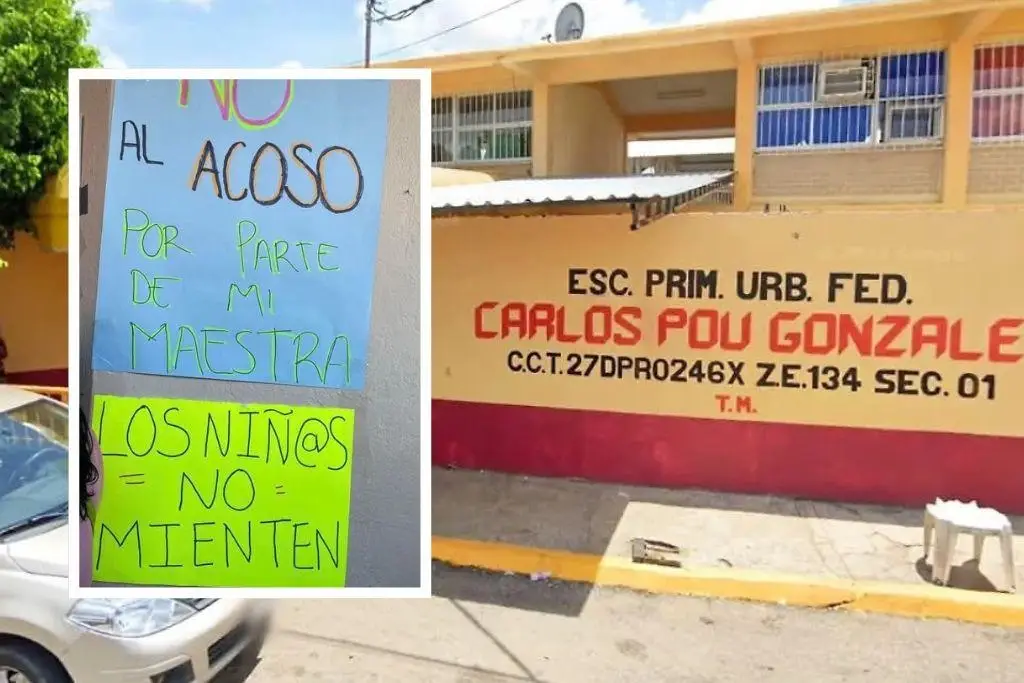 NO
AL ACOSO
POR PARTE
DE MI
MAESTRA
LOS NIÑ@S
= NO =
MIENTEN
ESC. PRIM. URB. FED.
CARLOS POU GONZALE
C.C.T. 27DPR0246X Z.E.134 SEC. 01
T.M.